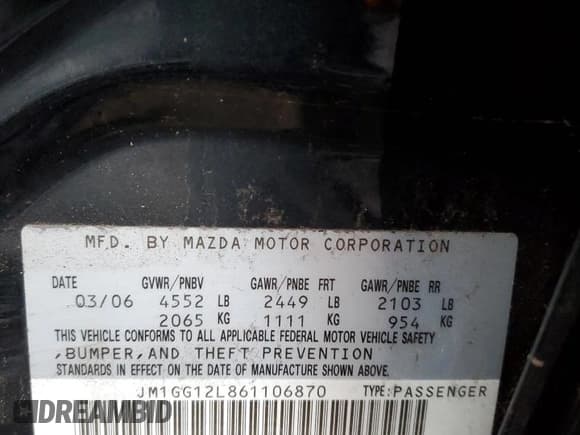 MFD. BY MAZDA MOTOR CORPORATION
DATE GVWR/PNBV GAWR/PNBE FRT GAWR/PNBE RR
03/06 4552 LB 2449 LB 2103 LB
2065 KG 1111 KG 954 KG
THIS VEHICLE CONFORMS TO ALL APPLICABLE FEDERAL MOTOR VEHICLE SAFETY
,BUMPER,AND THEFT PREVENTION
STANDARDS IN EFFECT ON THE DATE OF MANUFACTURE SHOWN ABOVE.
JM1GG12L861106870 TYPE:PASSENGER
DREAMBID